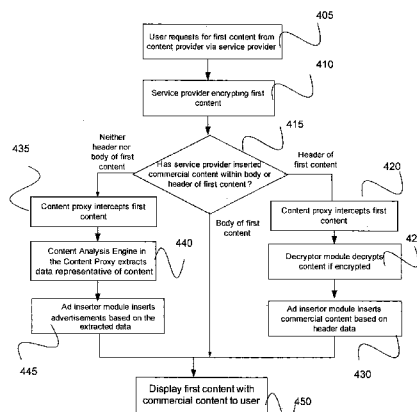 405
User requests for first content from
content provider via service provider
410
Service provider encrypting first
content
415
Has service provider inserted
commercial content within body or
header of first content ?
Neither
header nor
body of first
content
Header of
first content
Body of first
content
435
Content proxy intercepts first
content
420
Content proxy intercepts first
content
440
Content Analysis Engine in
the Content Proxy extracts
data representative of content
Decryptor module decrypts
content if encrypted
Ad insertor module inserts
advertisements based on the
extracted data
445
Ad insertor module inserts
commercial content based on
header data
430
Display first content with
commercial content to user
450